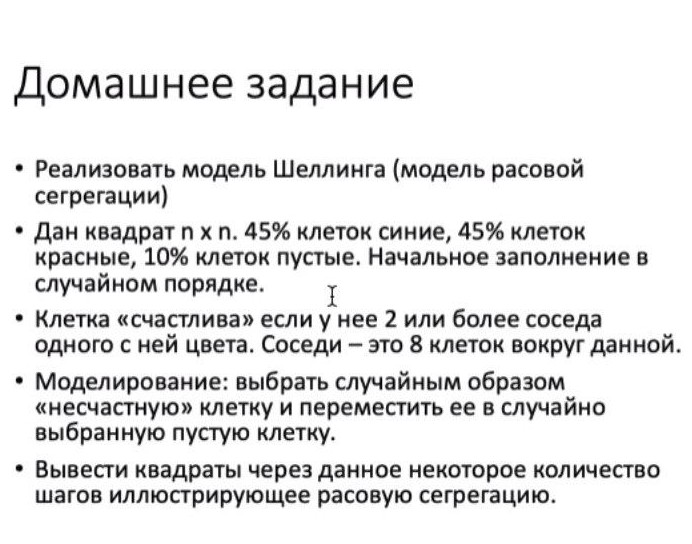 Домашнее задание
• Реализовать модель Шеллинга (модель расовой
сегрегации)
• Дан квадрат n x n. 45% клеток синие, 45% клеток
красные, 10% клеток пустые. Начальное заполнение в
случайном порядке.
• Клетка «счастлива» если у нее 2 или более соседа
одного с ней цвета. Соседи – это 8 клеток вокруг данной.
• Моделирование: выбрать случайным образом
«несчастную» клетку и переместить ее в случайно
выбранную пустую клетку.
• Вывести квадраты через данное некоторое количество
шагов иллюстрирующее расовую сегрегацию.